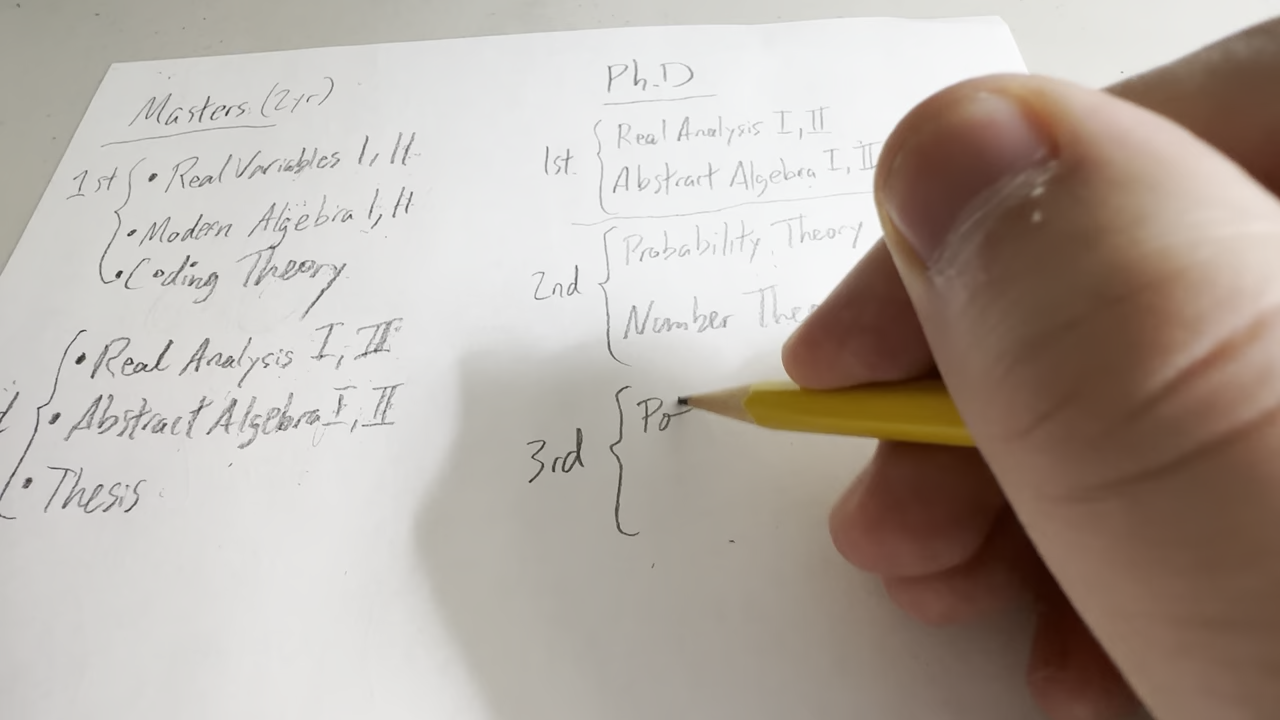 Masters (2yr)
1st
• Real Variables I, II
• Modern Algebra I, II
• Coding Theory
• Real Analysis I, II
• Abstract Algebra I, II
• Thesis
Ph.D
1st.
Real Analysis I, II
Abstract Algebra I, II
2nd
Probability Theory
Number
3rd
Po